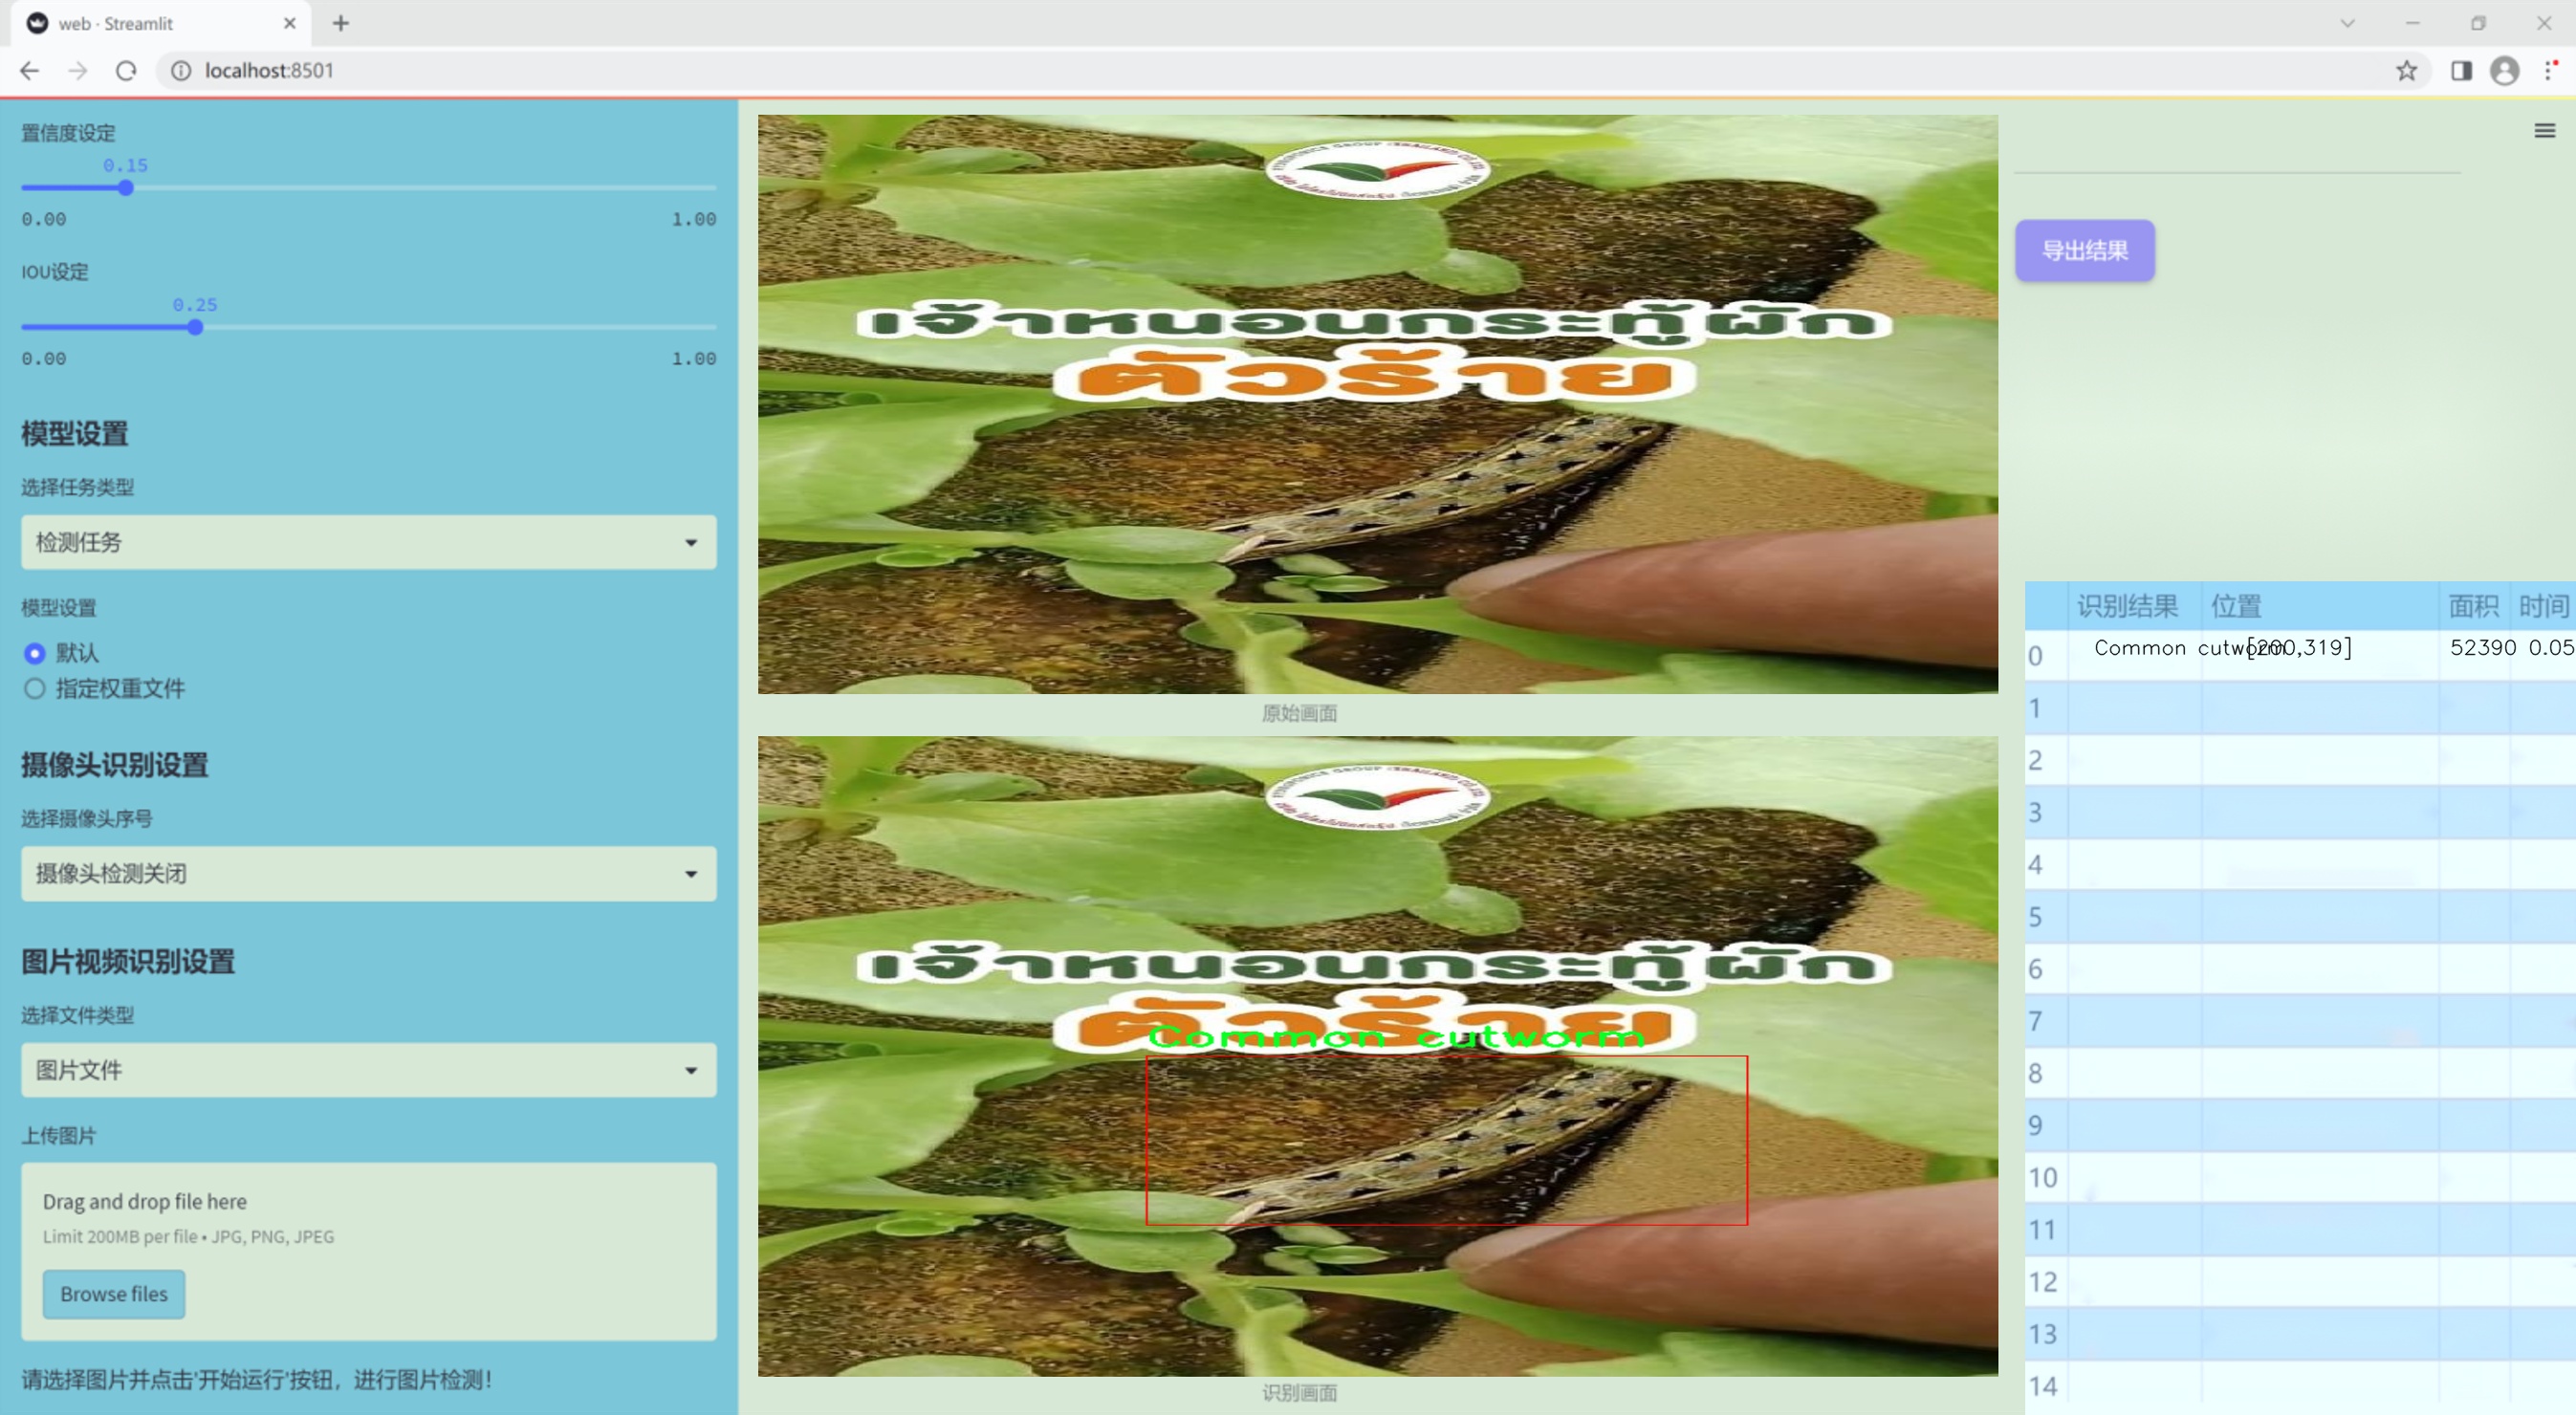 web · Streamlit
localhost:8501
置信度设定
0.15
0.00 1.00
IOU设定
0.25
0.00 1.00
模型设置
选择任务类型
检测任务
模型设置
默认
指定权重文件
摄像头识别设置
选择摄像头序号
摄像头检测关闭
图片视频识别设置
选择文件类型
图片文件
上传图片
Drag and drop file here
Limit 200MB per file • JPG, PNG, JPEG
Browse files
请选择图片并点击'开始运行'按钮，进行图片检测！
เจ้าหนอนกระทู้ผัก
ตัวร้าย
原始画面
เจ้าหนอนกระทู้ผัก
ตัวร้าย
Common cutworm
识别画面
导出结果
识别结果 位置 面积 时间
0 Common cutworm [200,319] 52390 0.05
1
2
3
4
5
6
7
8
9
10
11
12
13
14